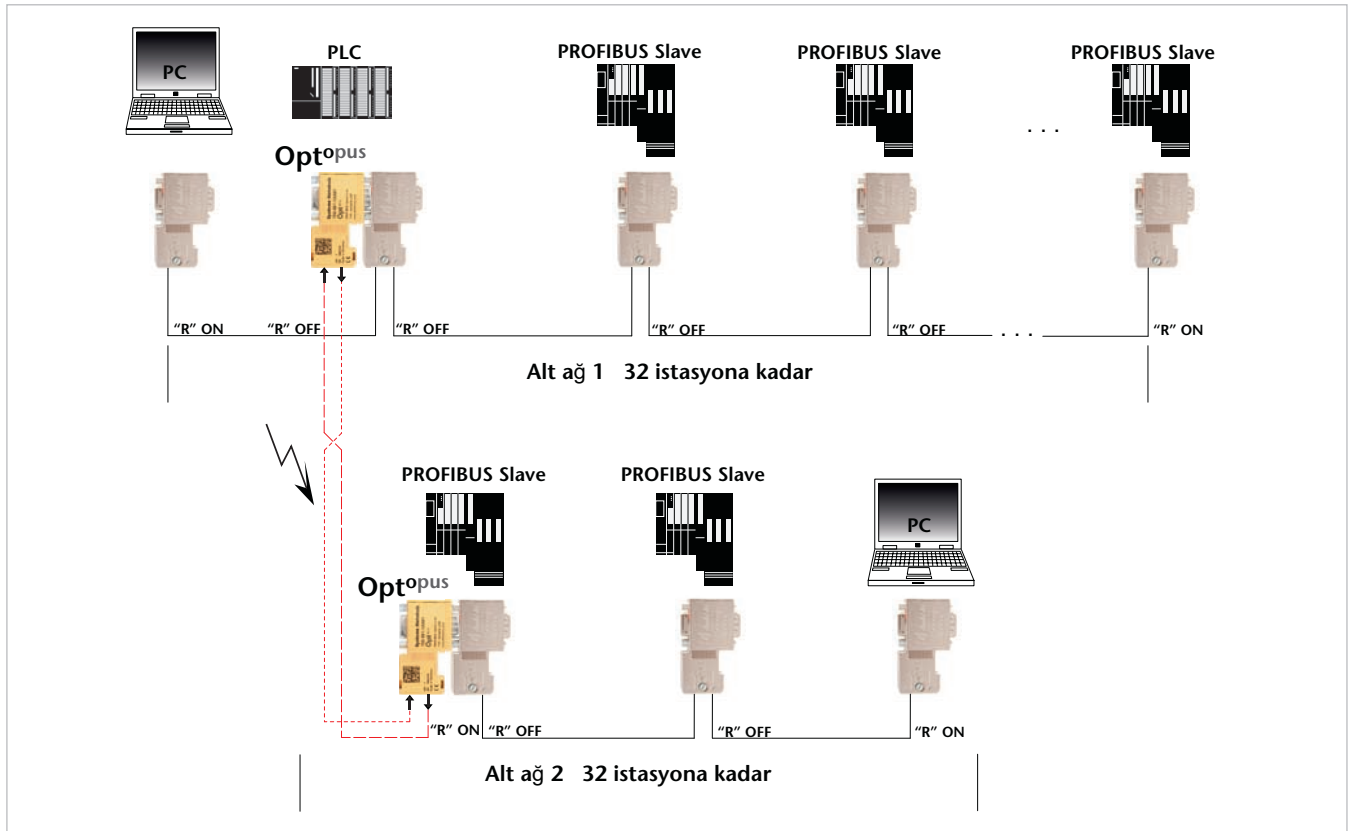 PC
PLC
PROFIBUS Slave
PROFIBUS Slave
PROFIBUS Slave
. . .
Optopus
"R" ON
"R" OFF
"R" OFF
"R" OFF
"R" OFF
. . .
"R" ON
Alt ağ 1 32 istasyona kadar
PROFIBUS Slave
PROFIBUS Slave
PC
Optopus
"R" ON
"R" OFF
"R" OFF
"R" ON
Alt ağ 2 32 istasyona kadar